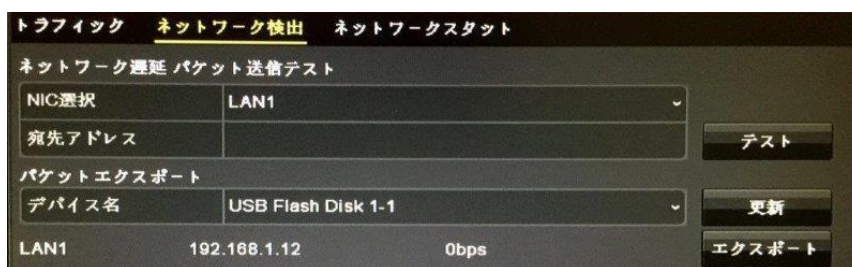 トラフィック ネットワーク検出 ネットワークスタット
ネットワーク遅延 パケット送信テスト
NIC選択 LAN1
宛先アドレス テスト
パケットエクスポート
デバイス名 USB Flash Disk 1-1 更新
LAN1 192.168.1.12 0bps エクスポート